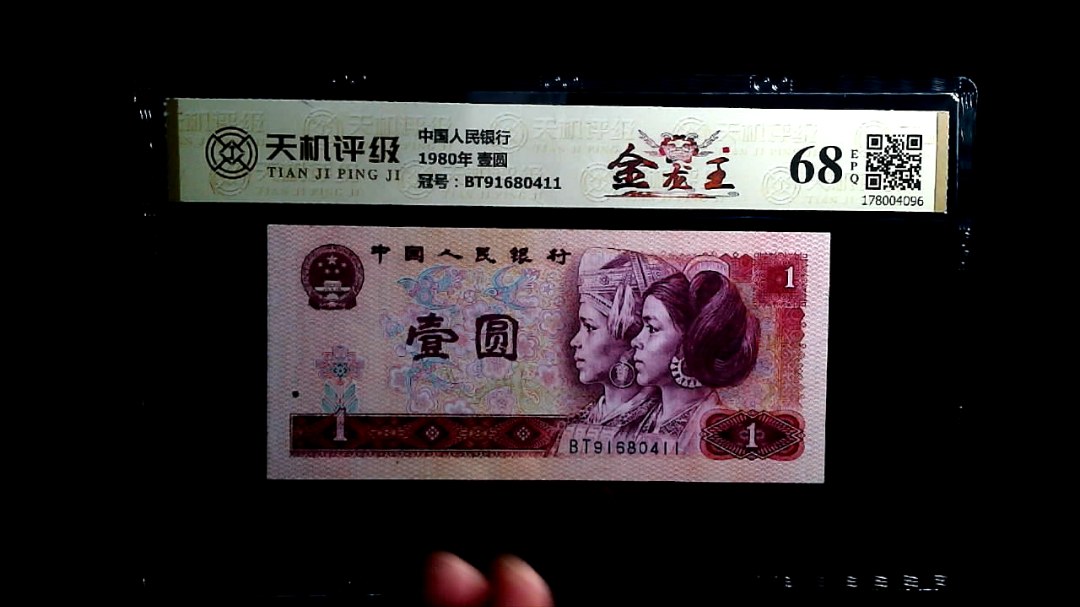 天机评级
TIAN JI PING JI
中国人民银行
1980年 壹圆
冠号：BT91680411
金龙王
68
EPQ
178004096
中国人民银行
1
壹圆
1
BT91680411
1